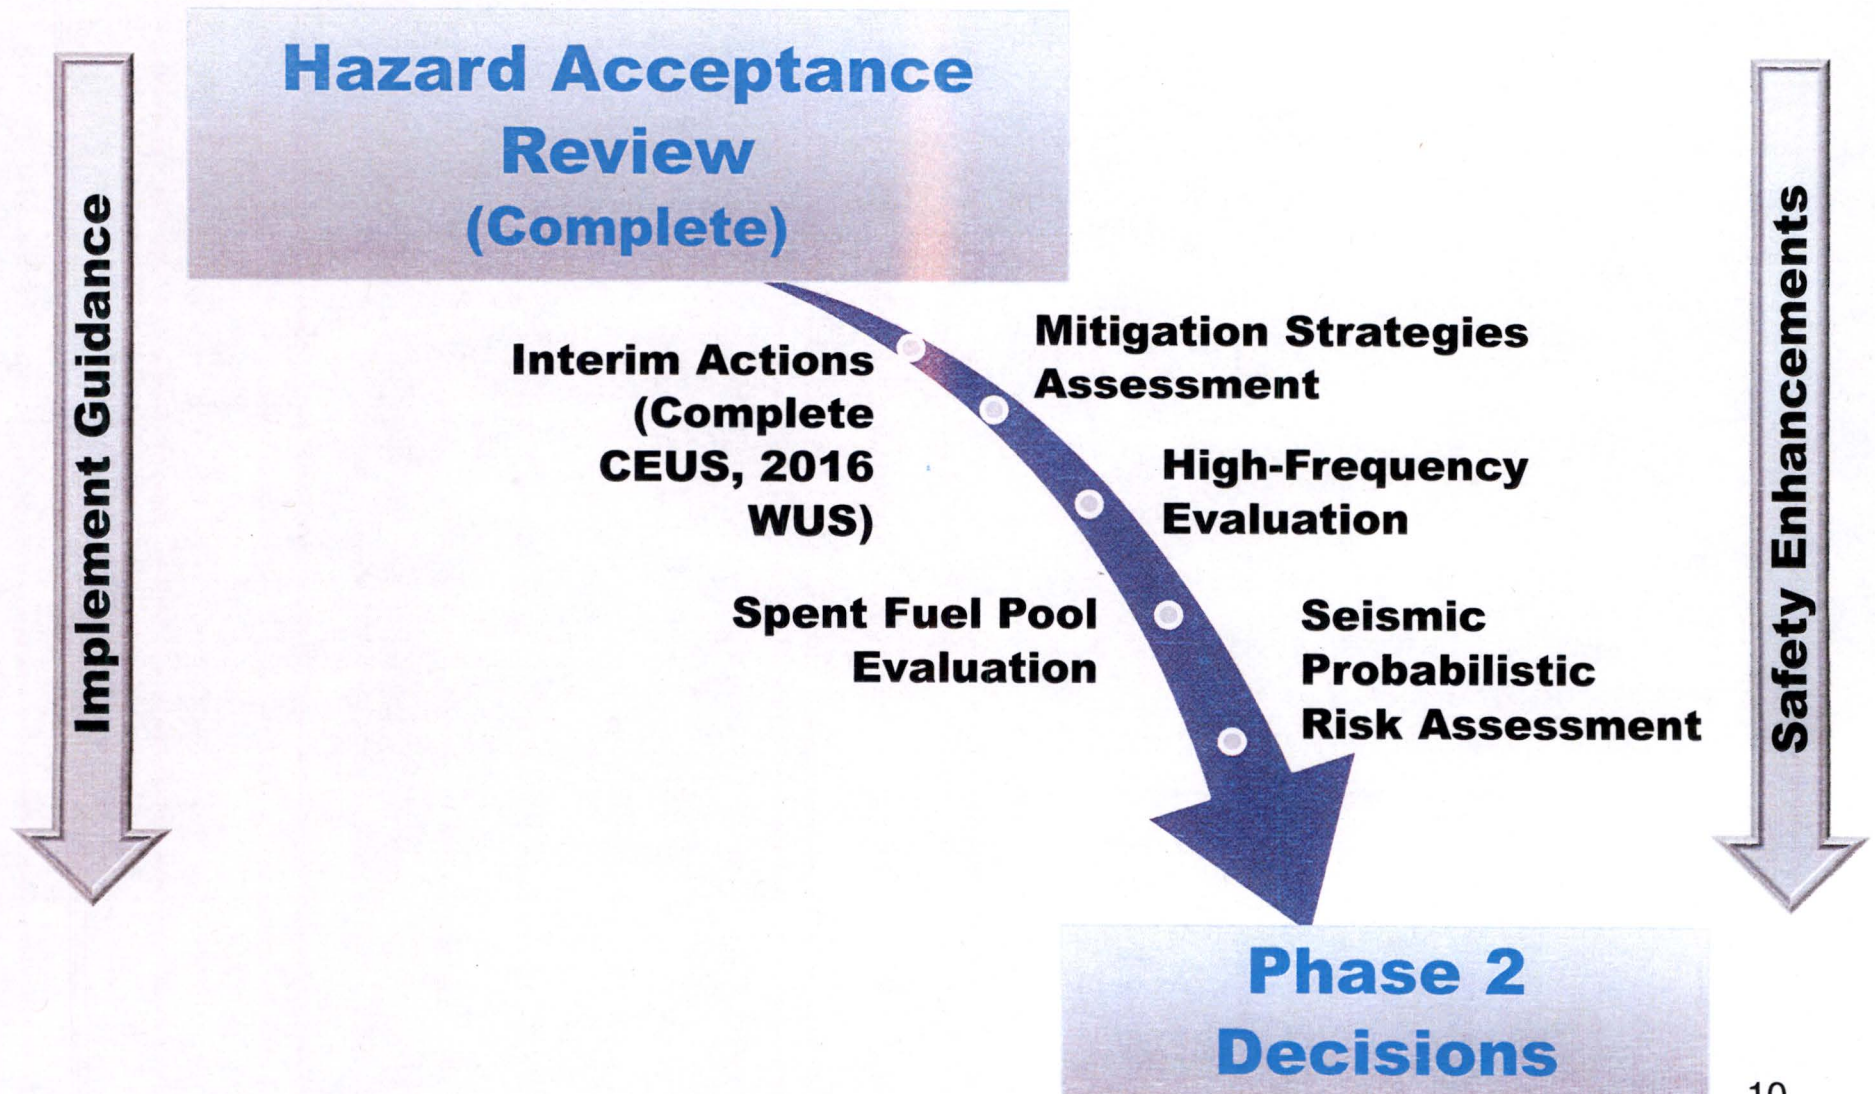 Implement Guidance
Hazard Acceptance
Review
(Complete)
Interim Actions
(Complete
CEUS, 2016
WUS)
Mitigation Strategies
Assessment
High-Frequency
Evaluation
Spent Fuel Pool
Evaluation
Seismic
Probabilistic
Risk Assessment
Safety Enhancements
Phase 2
Decisions